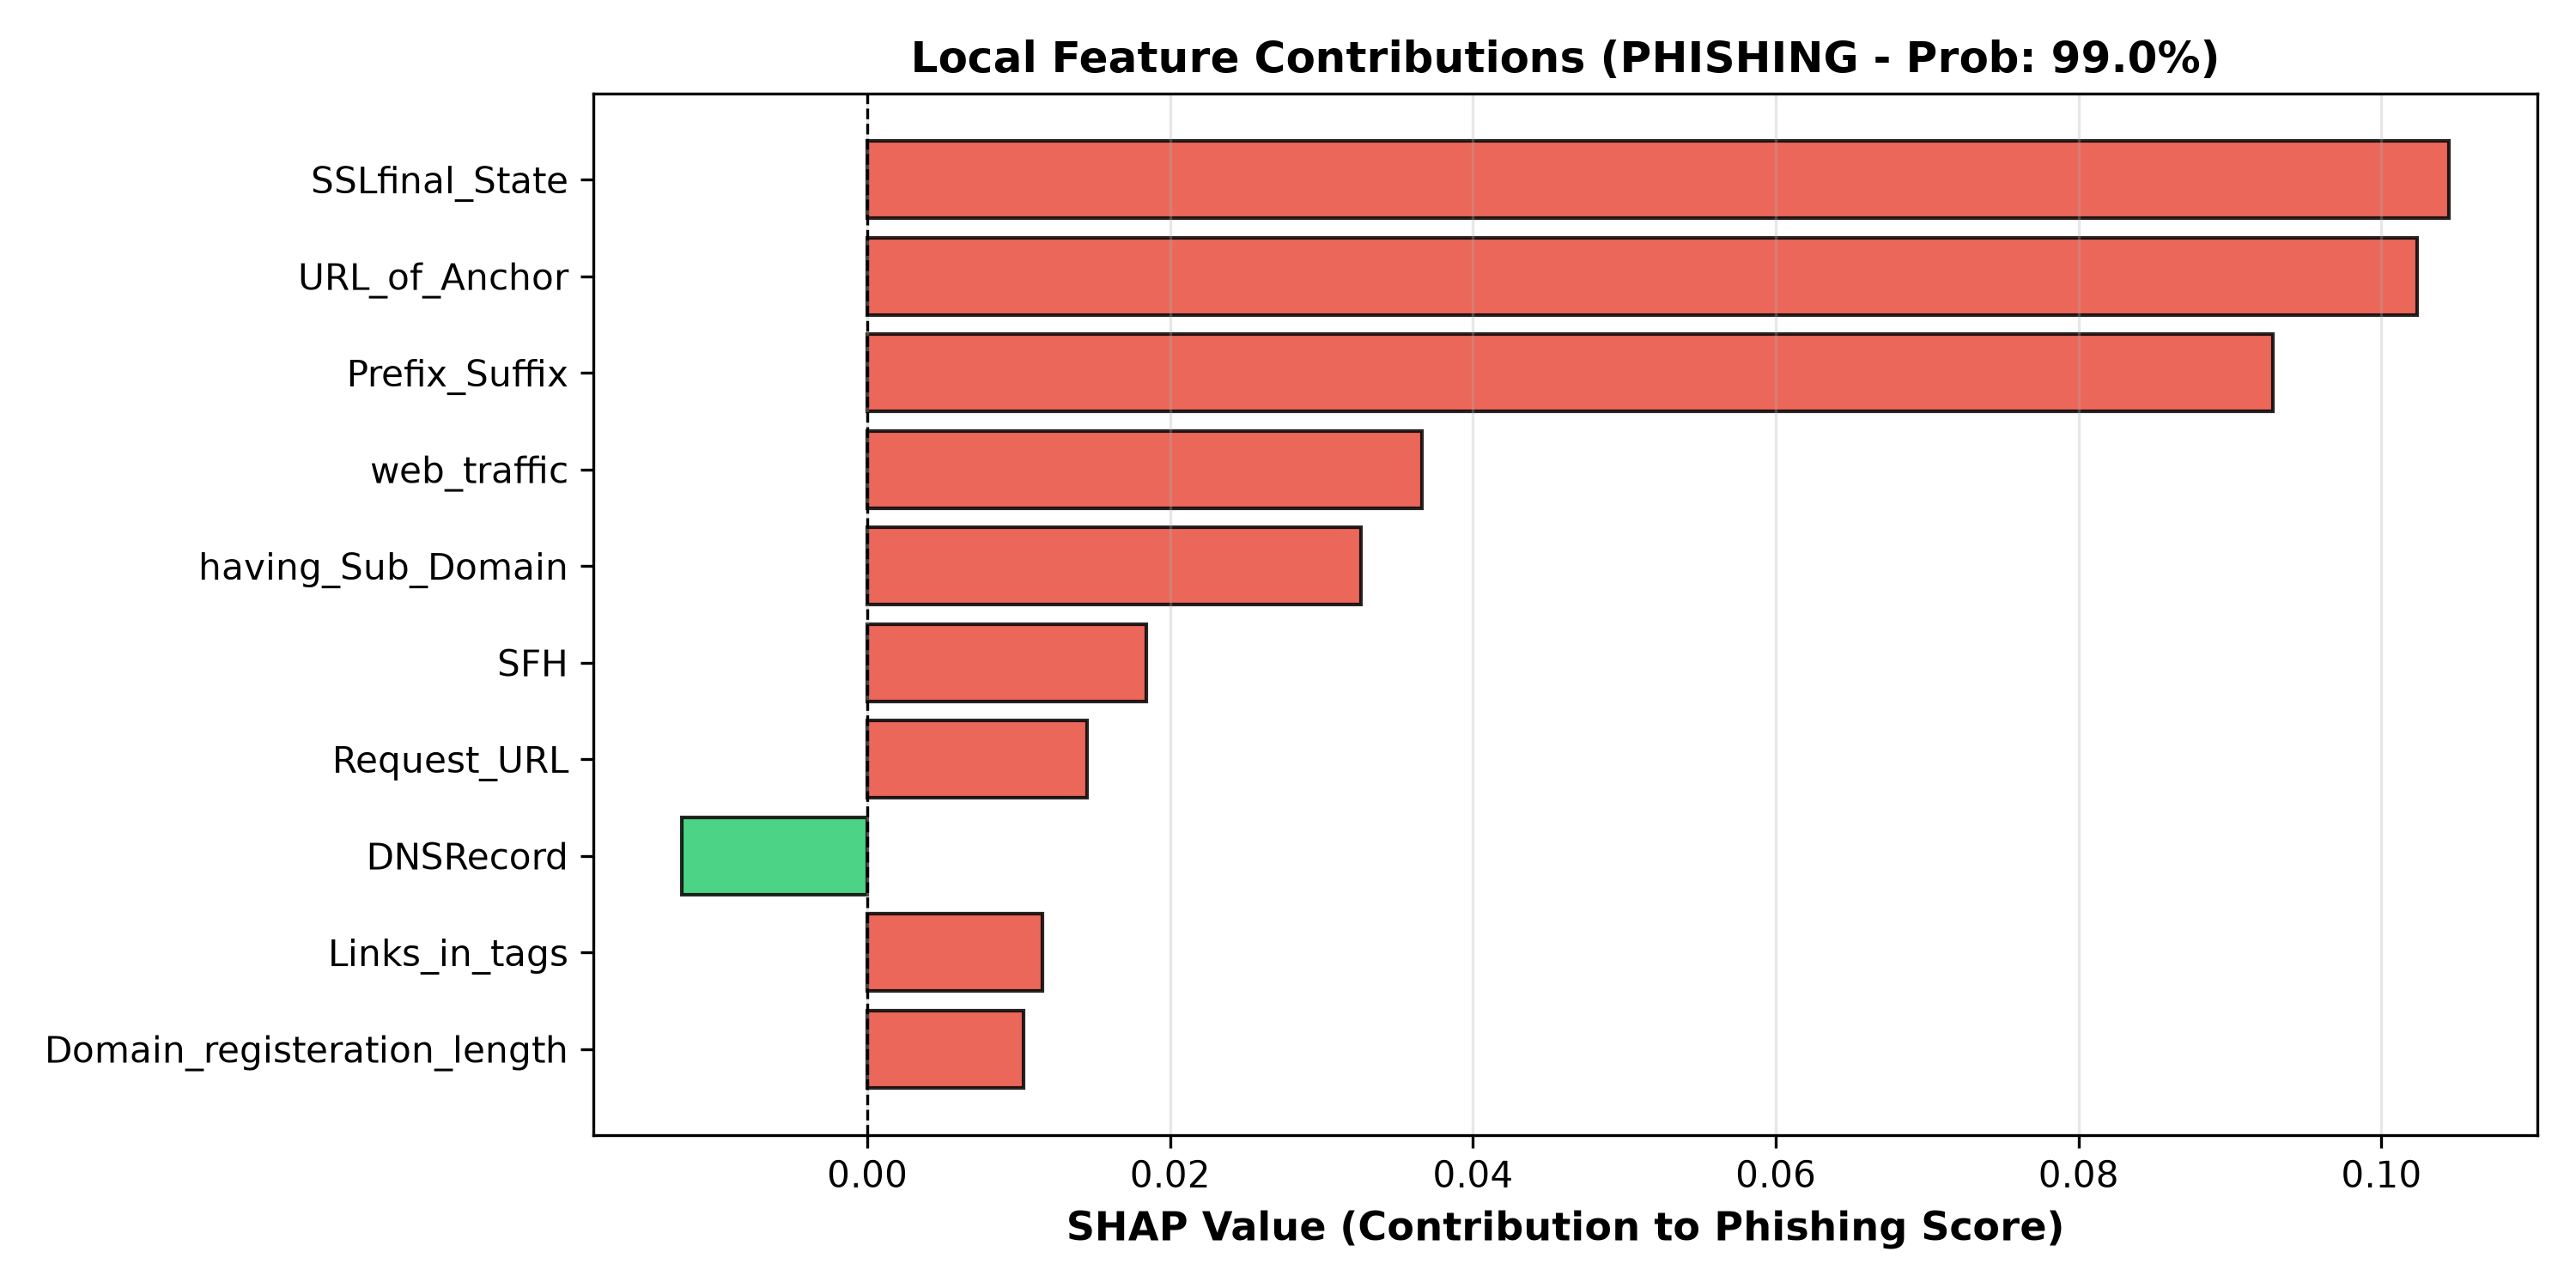 Local Feature Contributions (PHISHING - Prob: 99.0%)
SSLfinal_State
URL_of_Anchor
Prefix_Suffix
web_traffic
having_Sub_Domain
SFH
Request_URL
DNSRecord
Links_in_tags
Domain_registeration_length
0.00 0.02 0.04 0.06 0.08 0.10
SHAP Value (Contribution to Phishing Score)